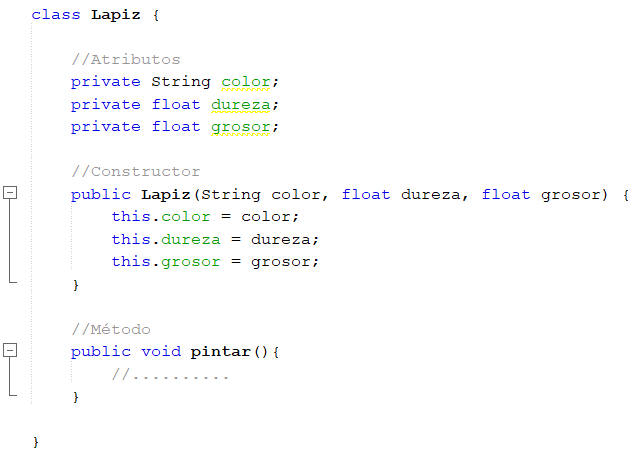 class Lapiz {
//Atributos
private String color;
private float dureza;
private float grosor;
//Constructor
public Lapiz(String color, float dureza, float grosor) {
this.color = color;
this.dureza = dureza;
this.grosor = grosor;
}
//Método
public void pintar(){
//..........
}
}